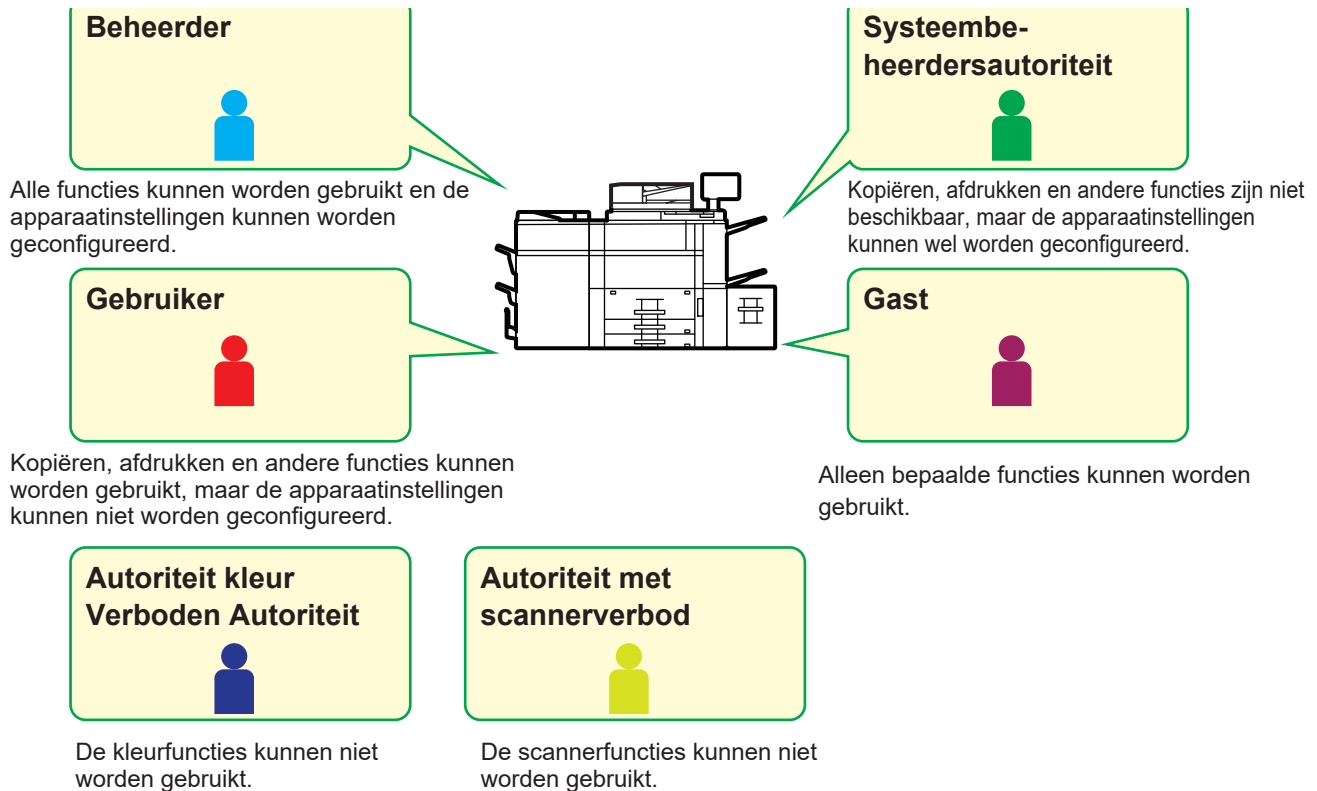 Beheerder
Alle functies kunnen worden gebruikt en de
apparaatinstellingen kunnen worden
geconfigureerd.
Systeembe-
heerdersautoriteit
Kopiëren, afdrukken en andere functies zijn niet
beschikbaar, maar de apparaatinstellingen
kunnen wel worden geconfigureerd.
Gebruiker
Kopiëren, afdrukken en andere functies kunnen
worden gebruikt, maar de apparaatinstellingen
kunnen niet worden geconfigureerd.
Gast
Alleen bepaalde functies kunnen worden
gebruikt.
Autoriteit kleur
Verboden Autoriteit
De kleurfuncties kunnen niet
worden gebruikt.
Autoriteit met
scannerverbod
De scannerfuncties kunnen niet
worden gebruikt.